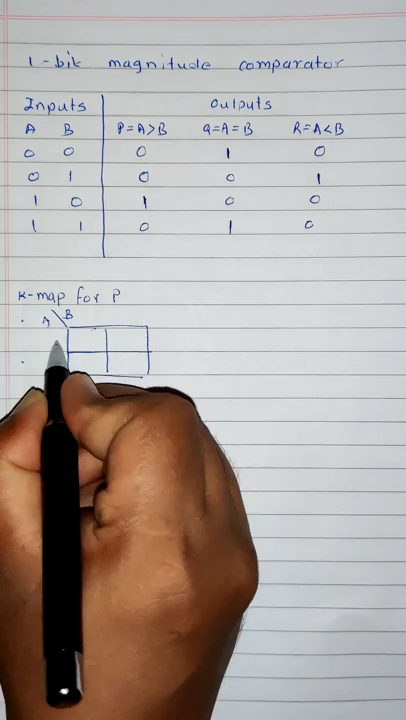 1-bit magnitude comparator
Inputs Outputs
A B P=A>B Q=A=B R=A<B
0 0 0 1 0
0 1 0 0 1
1 0 1 0 0
1 1 0 1 0
K-map for P
A B